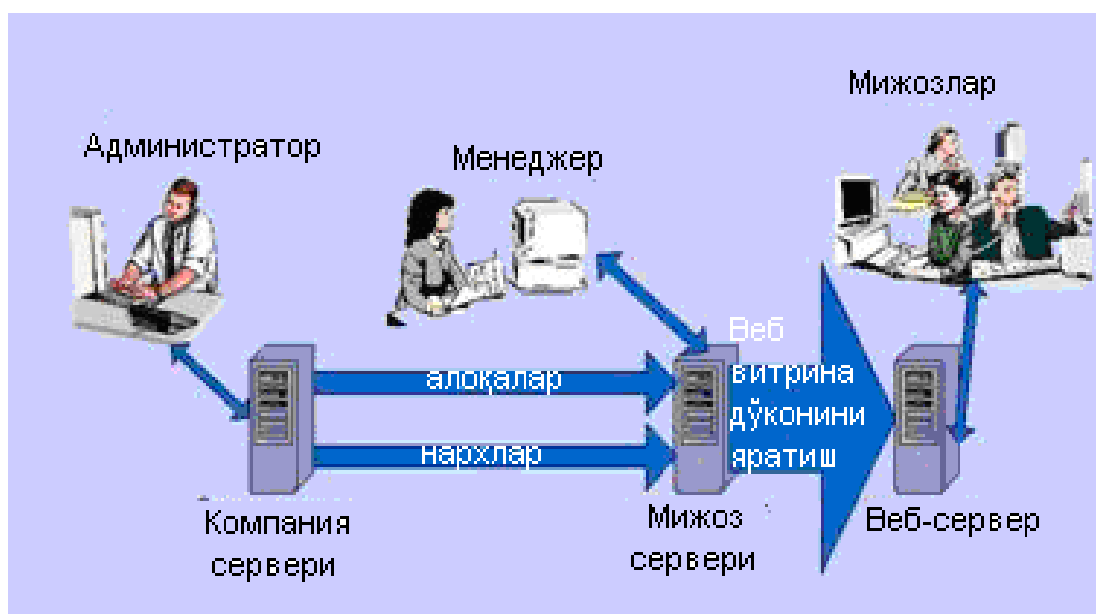 Мижозлар
Администратор
Менеджер
Веб
витрина
дўконини
яратиш
алоқалар
нархлар
Компания
сервери
Мижоз
сервери
Веб-сервер